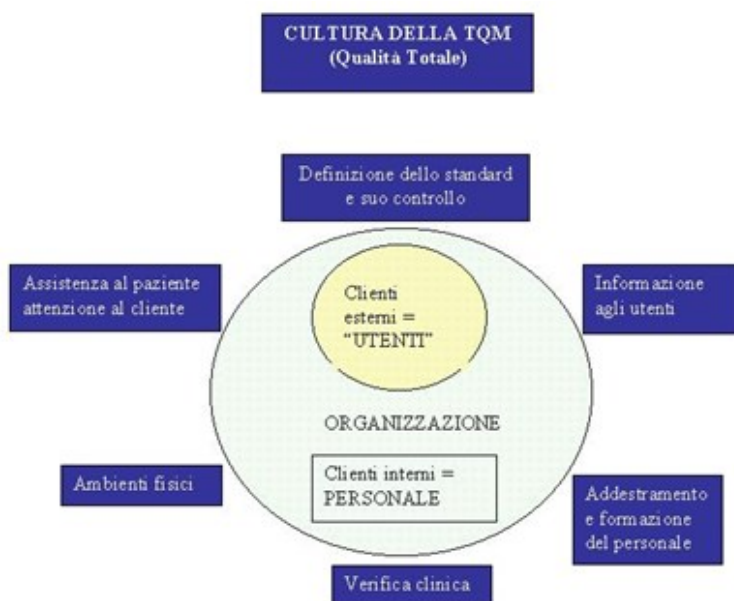 CULTURA DELLA TQM
(Qualità Totale)
Definizione dello standard
e suo controllo
Assistenza al paziente
attenzione al cliente
Informazione
agli utenti
Clienti
esterni =
“UTENTI”
ORGANIZZAZIONE
Clienti interni =
PERSONALE
Ambienti fisici
Addestramento
e formazione
del personale
Verifica clinica